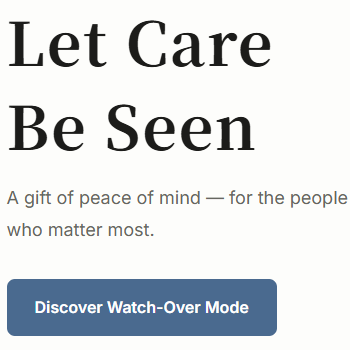 Let Care
Be Seen
A gift of peace of mind — for the people
who matter most.
Discover Watch-Over Mode